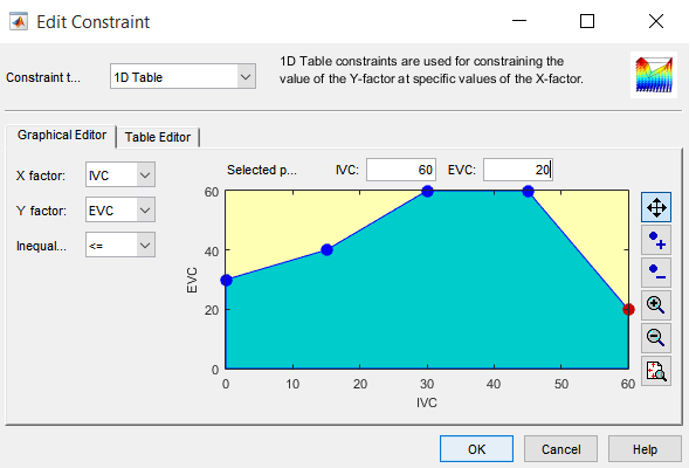 Edit Constraint
Constraint t...
1D Table
1D Table constraints are used for constraining the
value of the Y-factor at specific values of the X-factor.
Graphical Editor
Table Editor
X factor:
IVC
Y factor:
EVC
Inequal...
<=
Selected p...
IVC:
60
EVC:
20
60
40
20
0
EVC
0
10
20
30
40
50
60
IVC
OK
Cancel
Help